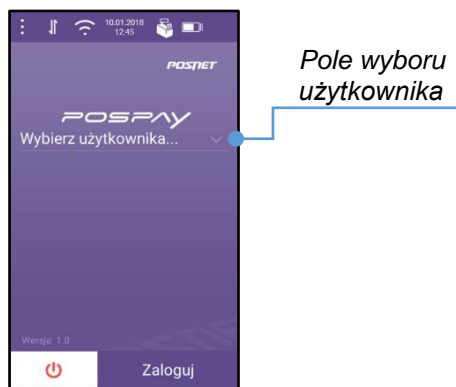 10.01.2018
12:45
POSNET
POSPAY
Wybierz użytkownika...
Pole wyboru
użytkownika
Wersja: 1.0
Zaloguj